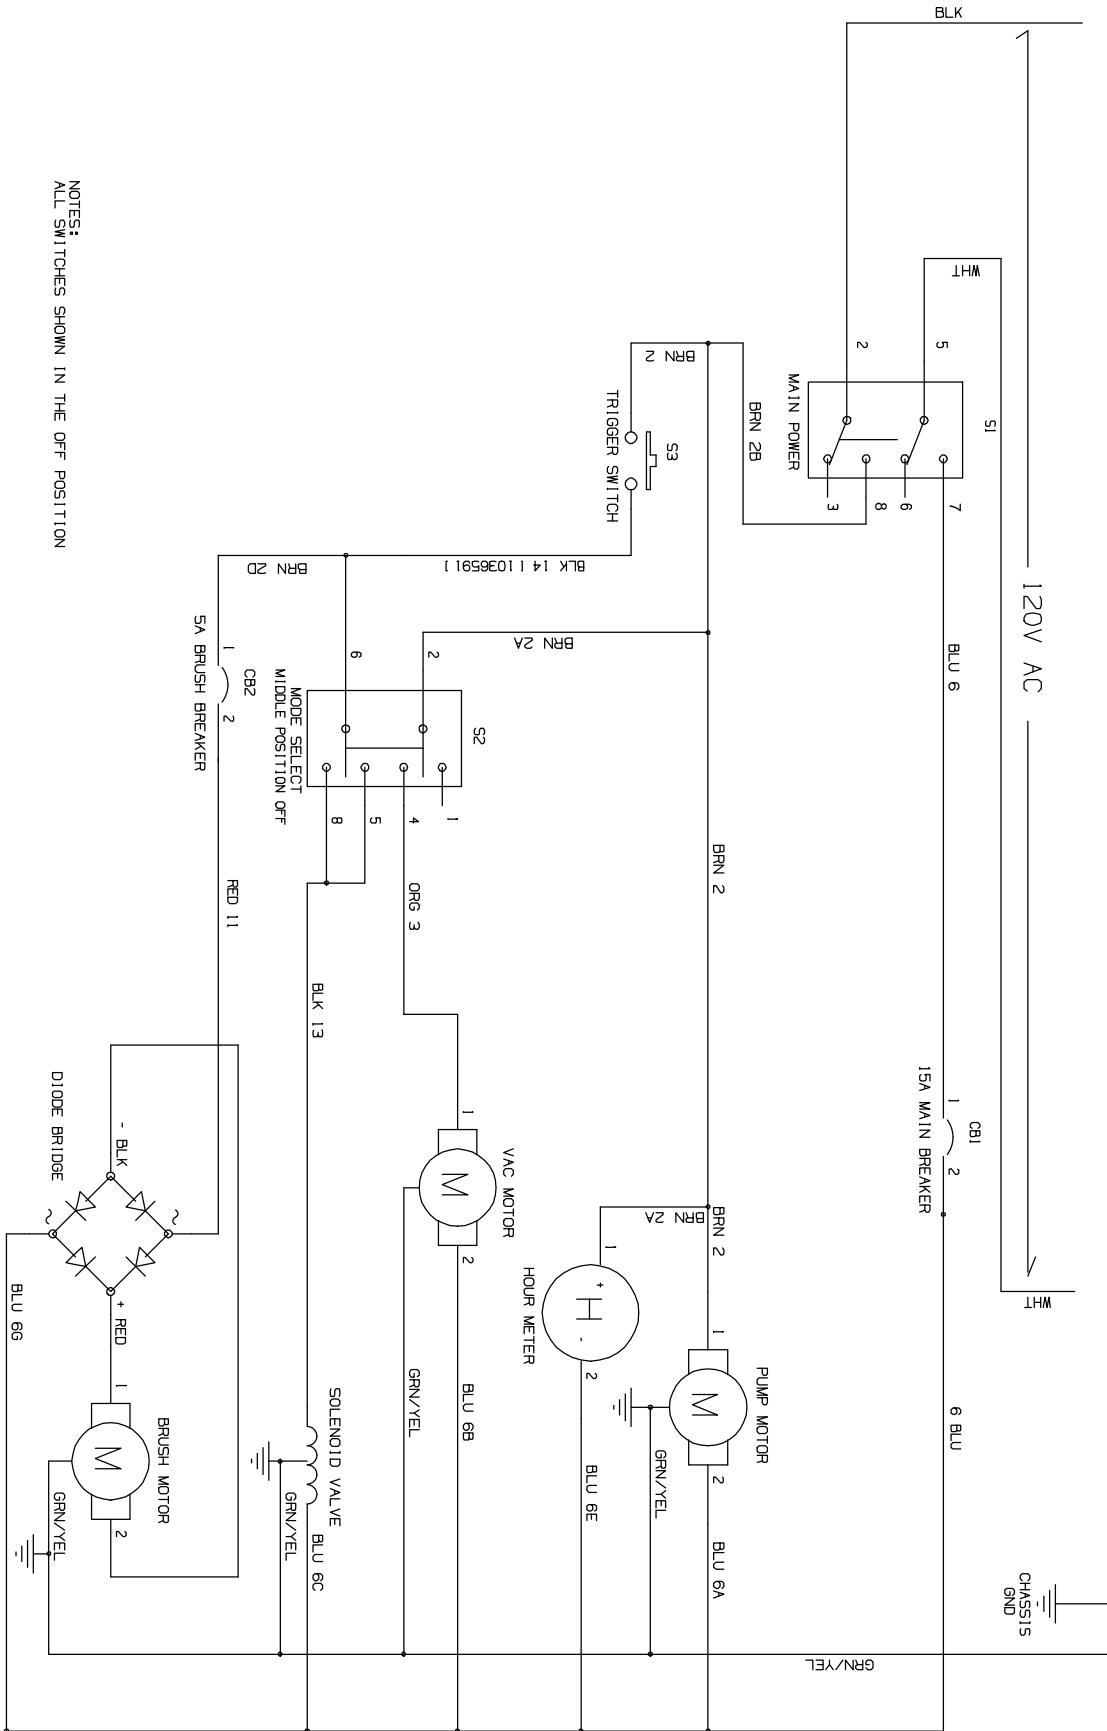 BLK
120V AC
WHT
WHT
S1
5
2
MAIN POWER
7
6
8
3
BLU 6
CB1
1
2
15A MAIN BREAKER
6 BLU
CHASSIS
GND
GRN/YEL
BRN 2B
BRN 2
S3
TRIGGER SWITCH
BLK 14 [1036591]
BRN 2D
BRN 2A
BRN 2
BRN 2
BRN 2A
PUMP MOTOR
1
M
2
GRN/YEL
BLU 6A
HOUR METER
1
+
H
-
2
BLU 6E
S2
2
6
MODE SELECT
MIDDLE POSITION OFF
1
4
5
8
ORG 3
VAC MOTOR
1
M
2
GRN/YEL
BLU 6B
BLK 13
SOLENOID VALVE
GRN/YEL
BLU 6C
CB2
1
2
5A BRUSH BREAKER
RED 11
DIODE BRIDGE
- BLK
~
~
+ RED
BLU 6G
BRUSH MOTOR
1
M
2
GRN/YEL
NOTES:
ALL SWITCHES SHOWN IN THE OFF POSITION